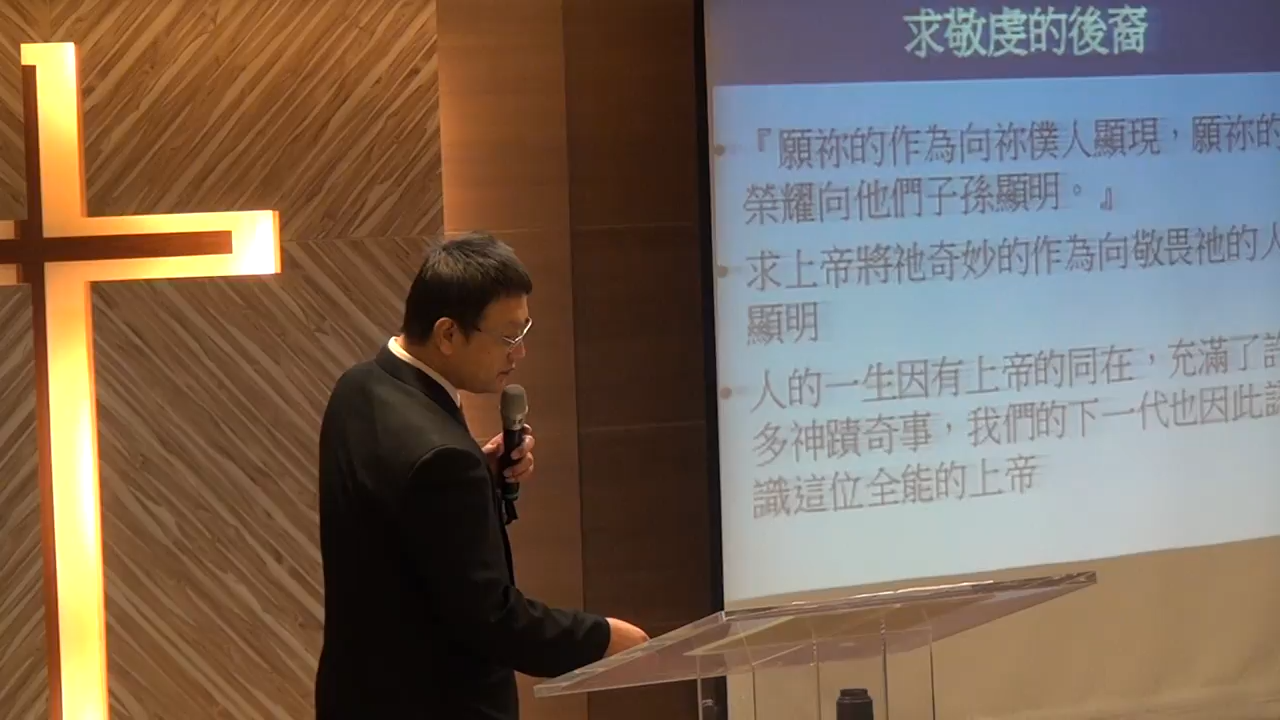 求敬虔的後裔
『願祢的作為向祢僕人顯現，願祢的
榮耀向他們子孫顯明。』
求上帝將祂奇妙的作為向敬畏祂的人
顯明
人的一生因有上帝的同在，充滿了許
多神蹟奇事，我們的下一代也因此認
識這位全能的上帝